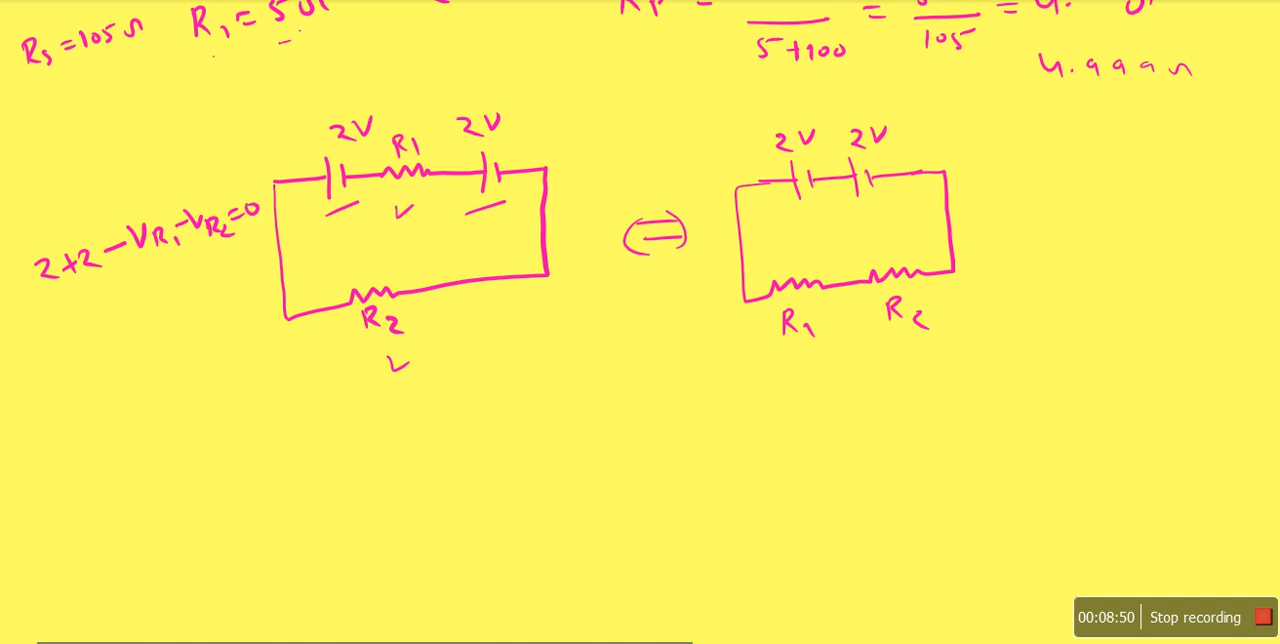 Rs = 105 Ω R1 = 5
5+100 = 105 = 4.
4.999 Ω
2V R1 2V
2V 2V
2+2-VR1-VR2=0
⇔
R2
R1 R2
00:08:50 Stop recording